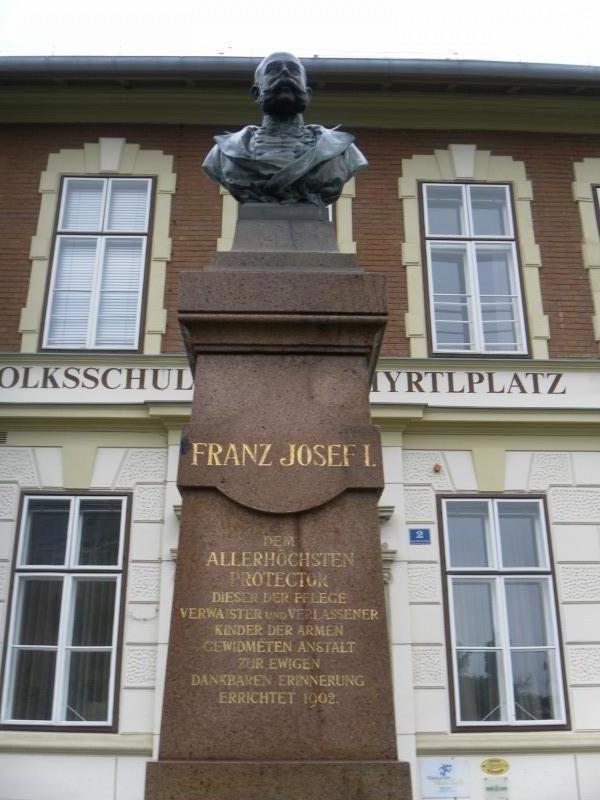 OLKSSCHUL YRTLPLATZ
FRANZ JOSEF I.
2
DEM
ALLERHÖCHSTEN
PROTECTOR
DIESER DER PFLEGE
VERWAISTER UND VERLASSENER
KINDER DER ARMEN
GEWIDMETEN ANSTALT
ZUR EWIGEN
DANKBAREN ERINNERUNG
ERRICHTET 1902.